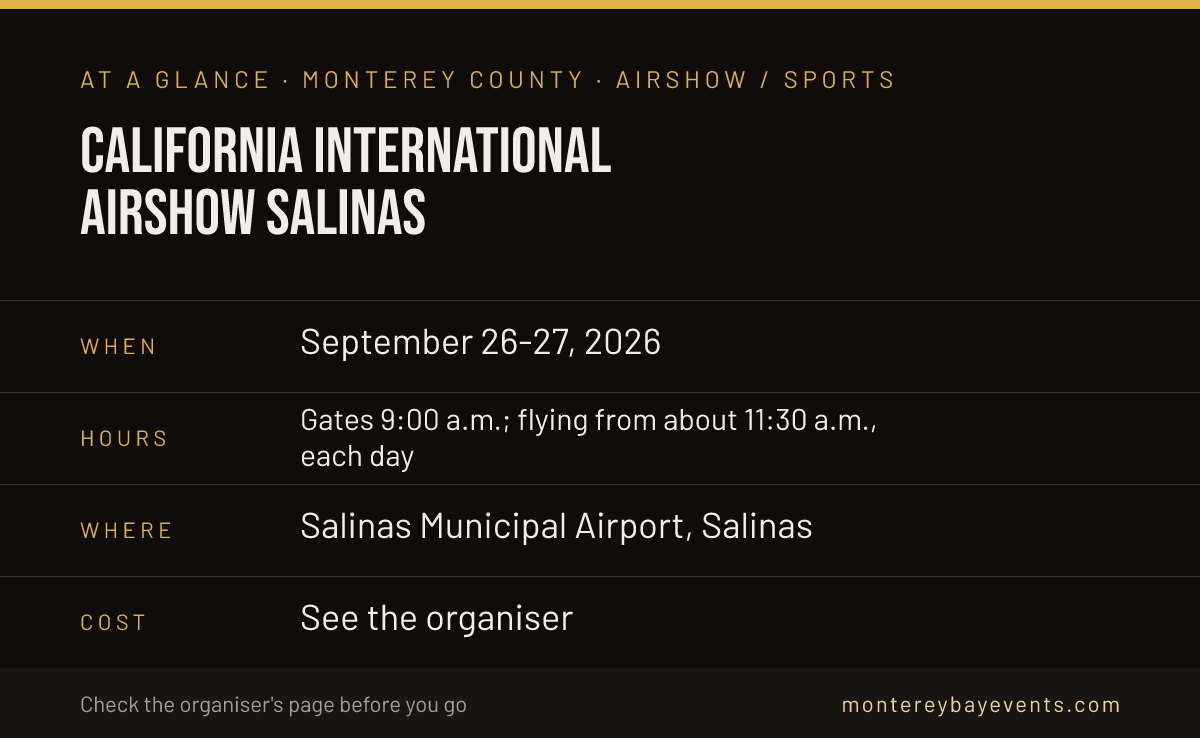 AT A GLANCE · MONTEREY COUNTY · AIRSHOW / SPORTS
CALIFORNIA INTERNATIONAL
AIRSHOW SALINAS
WHEN
September 26-27, 2026
HOURS
Gates 9:00 a.m.; flying from about 11:30 a.m.,
each day
WHERE
Salinas Municipal Airport, Salinas
COST
See the organiser
Check the organiser's page before you go
montereybayevents.com